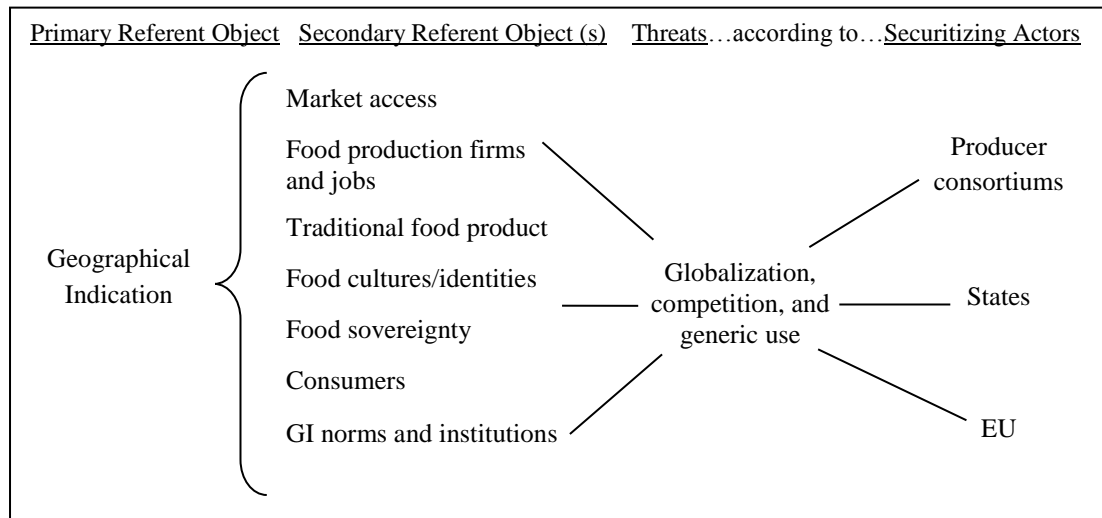 Primary Referent Object Secondary Referent Object (s) Threats…according to…Securitizing Actors
Market access
Food production firms
and jobs
Traditional food product
Food cultures/identities
Food sovereignty
Consumers
GI norms and institutions
Geographical
Indication
Globalization,
competition, and
generic use
Producer
consortiums
States
EU